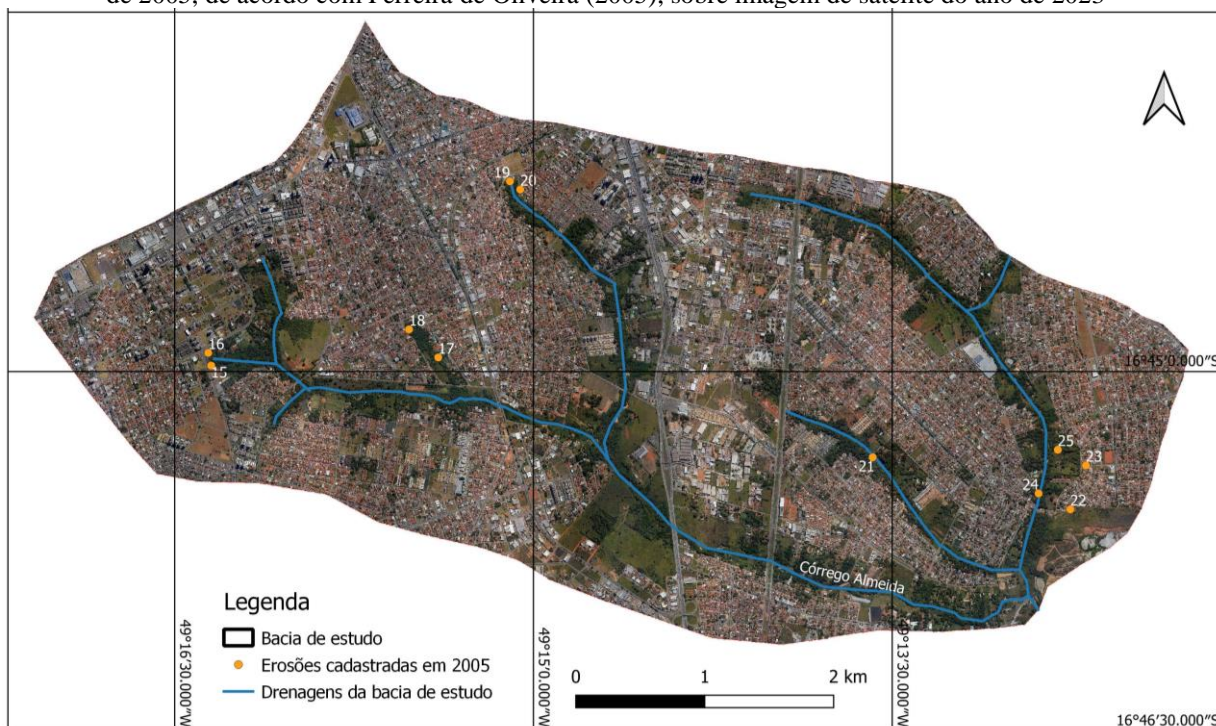 de 2005, de acordo com Ferreira de Oliveira (2005), sobre imagem de satélite do ano de 2023
19
20
18
17
16
15
16°45'0.000"S
25
21
23
24
22
Córrego Almeida
Legenda
Bacia de estudo
Erosões cadastradas em 2005
Drenagens da bacia de estudo
49°16'30.000"W
49°15'0.000"W
49°13'30.000"W
0 1 2 km
16°46'30.000"S